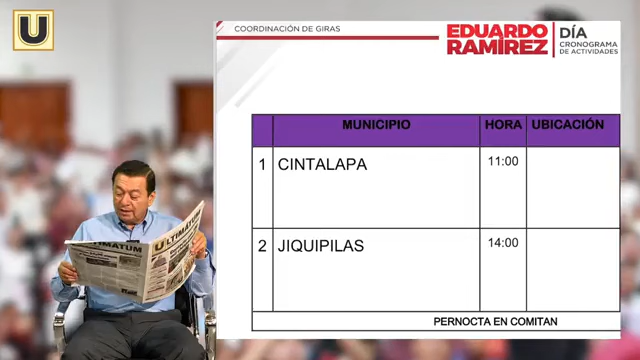 U
COORDINACIÓN DE GIRAS
EDUARDO
RAMÍREZ
DÍA
CRONOGRAMA
DE ACTIVIDADES
MUNICIPIO HORA UBICACIÓN
1 CINTALAPA 11:00
2 JIQUIPILAS 14:00
PERNOCTA EN COMITAN
ULTIMATUM
ULTIMATUM